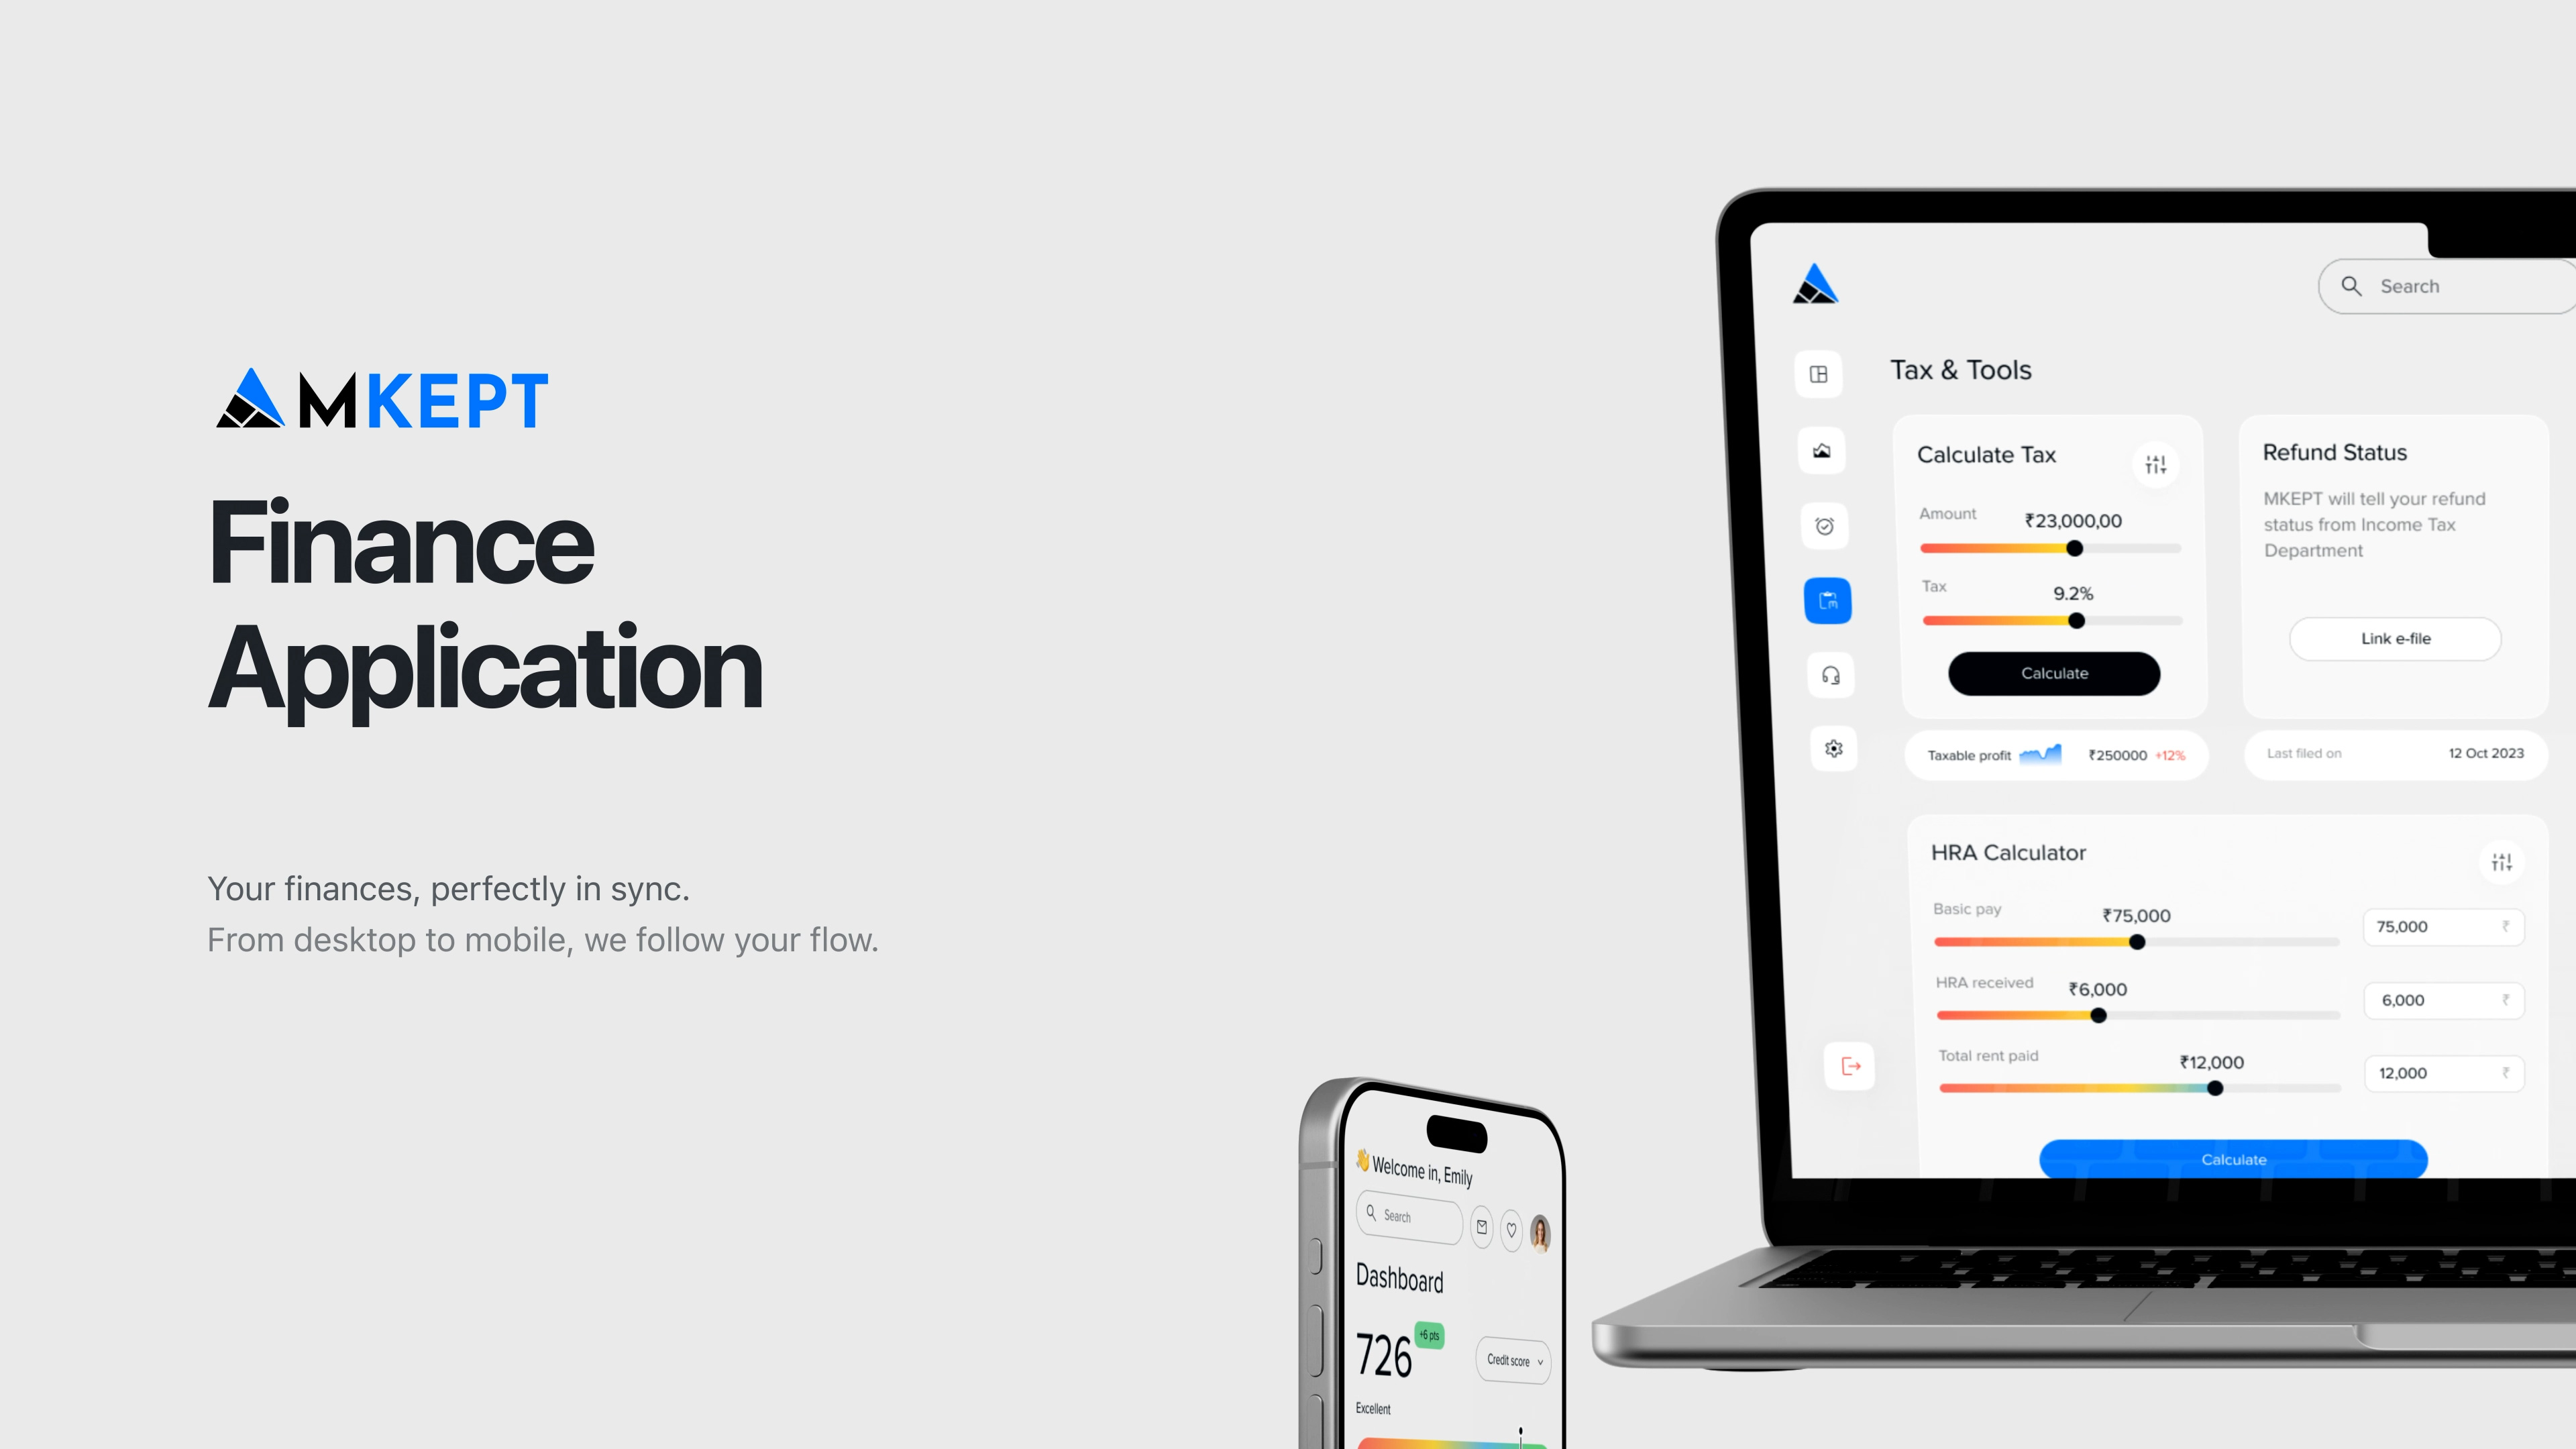 MKEPT
Finance
Application
Your finances, perfectly in sync.
From desktop to mobile, we follow your flow.
Search
Tax & Tools
Calculate Tax
Amount
₹23,000,00
Tax
9.2%
Calculate
Taxable profit ₹250000 +12%
Refund Status
MKEPT will tell your refund
status from Income Tax
Department
Link e-file
Last filed on 12 Oct 2023
HRA Calculator
Basic pay
₹75,000
75,000 ₹
HRA received
₹6,000
6,000 ₹
Total rent paid
₹12,000
12,000 ₹
Calculate
👋 Welcome in, Emily
Search
Dashboard
726 +6 pts
Credit score
Excellent